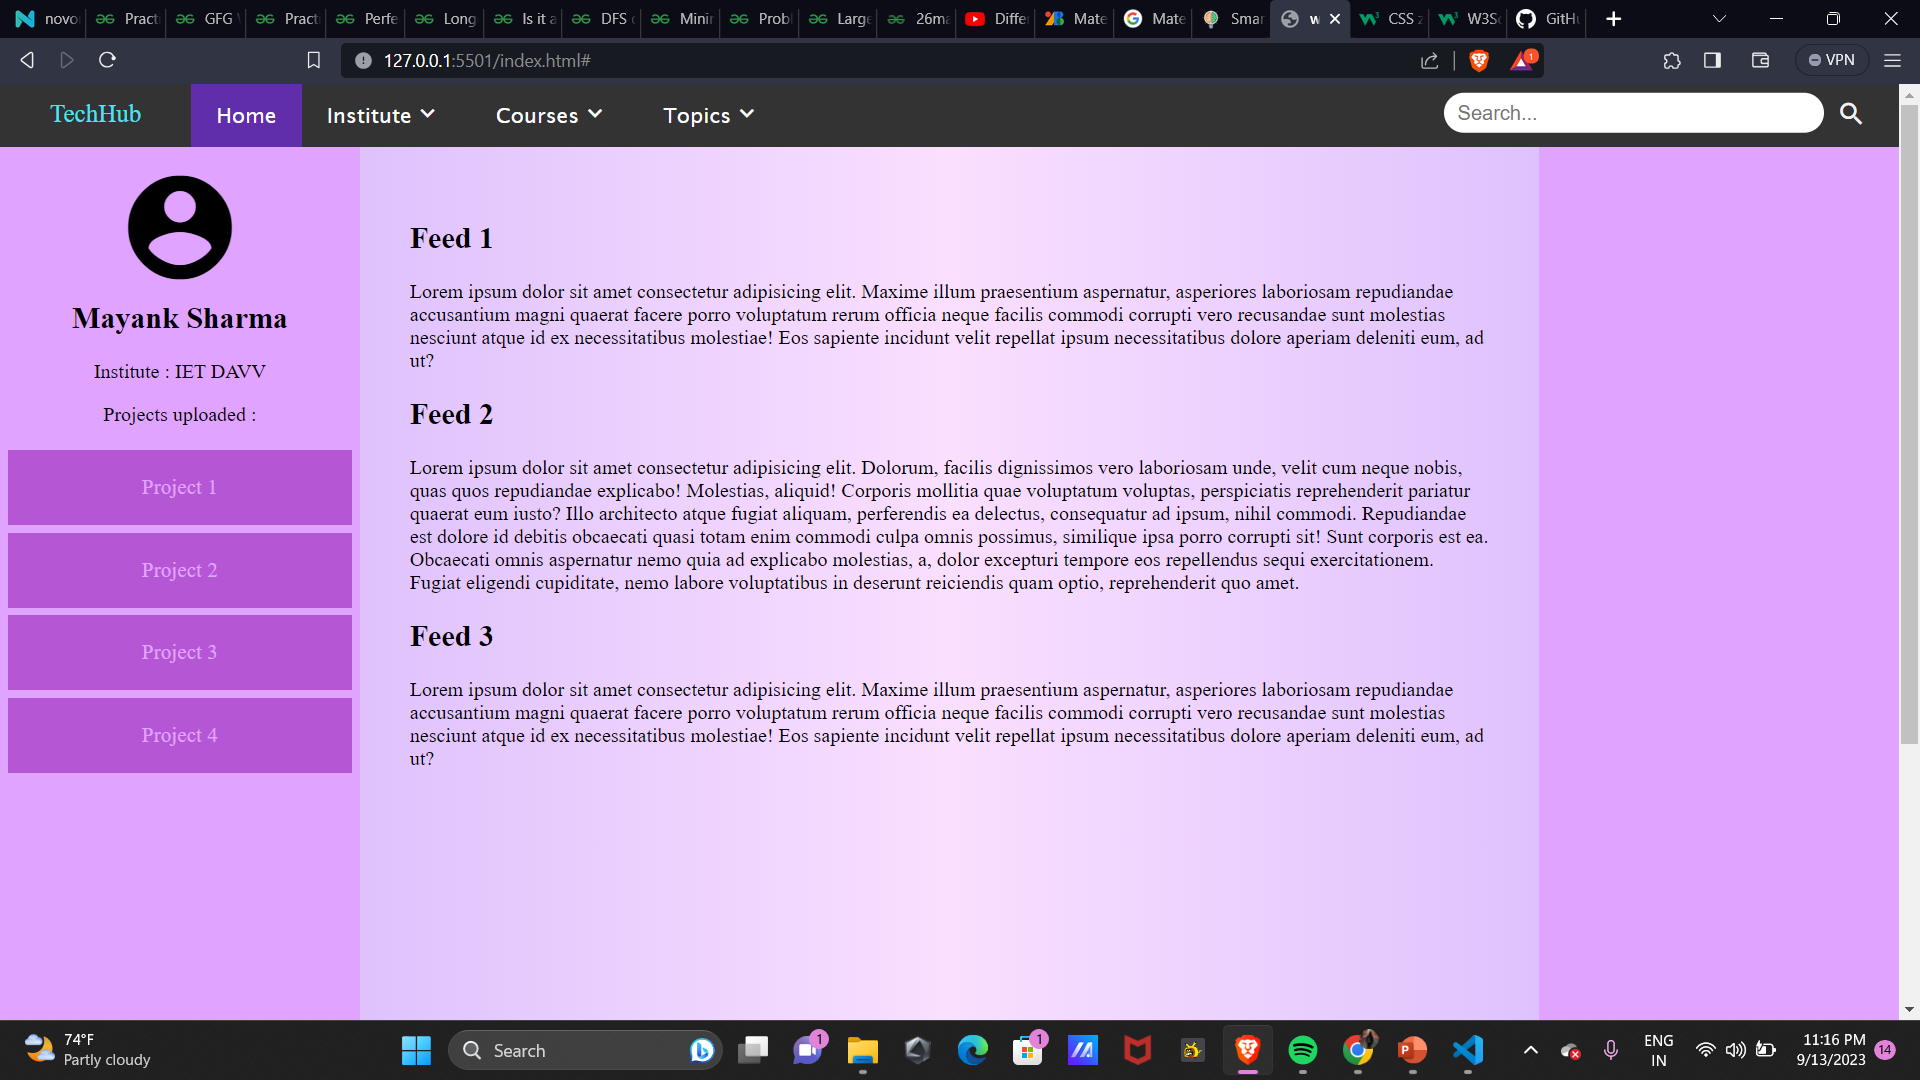 novo
Pract
GFG
Pract
Perfe
Long
Is it a
DFS
Minir
Probl
Large
26ma
Differ
Mate
Mate
Smar
CSS
W3Sc
GitHu
127.0.0.1:5501/index.html#
1
VPN
TechHub
Home
Institute
Courses
Topics
Search...
Mayank Sharma
Institute : IET DAVV
Projects uploaded :
Project 1
Project 2
Project 3
Project 4
Feed 1
Lorem ipsum dolor sit amet consectetur adipisicing elit. Maxime illum praesentium aspernatur, asperiores laboriosam repudiandae
accusantium magni quaerat facere porro voluptatum rerum officia neque facilis commodi corrupti vero recusandae sunt molestias
nesciunt atque id ex necessitatibus molestiae! Eos sapiente incidunt velit repellat ipsum necessitatibus dolore aperiam deleniti eum, ad
ut?
Feed 2
Lorem ipsum dolor sit amet consectetur adipisicing elit. Dolorum, facilis dignissimos vero laboriosam unde, velit cum neque nobis,
quas quos repudiandae explicabo! Molestias, aliquid! Corporis mollitia quae voluptatum voluptas, perspiciatis reprehenderit pariatur
quaerat eum iusto? Illo architecto atque fugiat aliquam, perferendis ea delectus, consequatur ad ipsum, nihil commodi. Repudiandae
est dolore id debitis obcaecati quasi totam enim commodi culpa omnis possimus, similique ipsa porro corrupti sit! Sunt corporis est ea.
Obcaecati omnis aspernatur nemo quia ad explicabo molestias, a, dolor excepturi tempore eos repellendus sequi exercitationem.
Fugiat eligendi cupiditate, nemo labore voluptatibus in deserunt reiciendis quam optio, reprehenderit quo amet.
Feed 3
Lorem ipsum dolor sit amet consectetur adipisicing elit. Maxime illum praesentium aspernatur, asperiores laboriosam repudiandae
accusantium magni quaerat facere porro voluptatum rerum officia neque facilis commodi corrupti vero recusandae sunt molestias
nesciunt atque id ex necessitatibus molestiae! Eos sapiente incidunt velit repellat ipsum necessitatibus dolore aperiam deleniti eum, ad
ut?
74°F
Partly cloudy
Search
1
1
ENG
IN
11:16 PM
9/13/2023
14